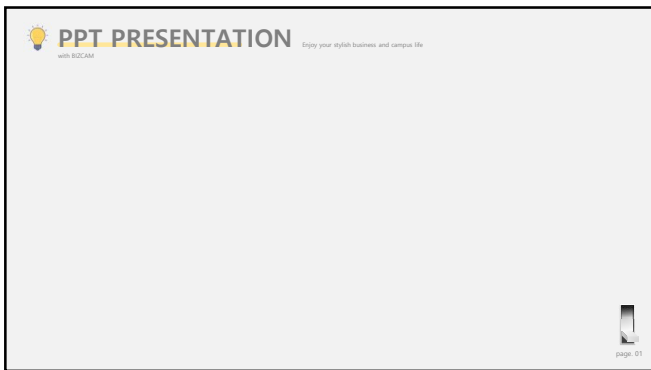 PPT PRESENTATION Enjoy your stylish business and campus life
with BIZCAM
page. 01